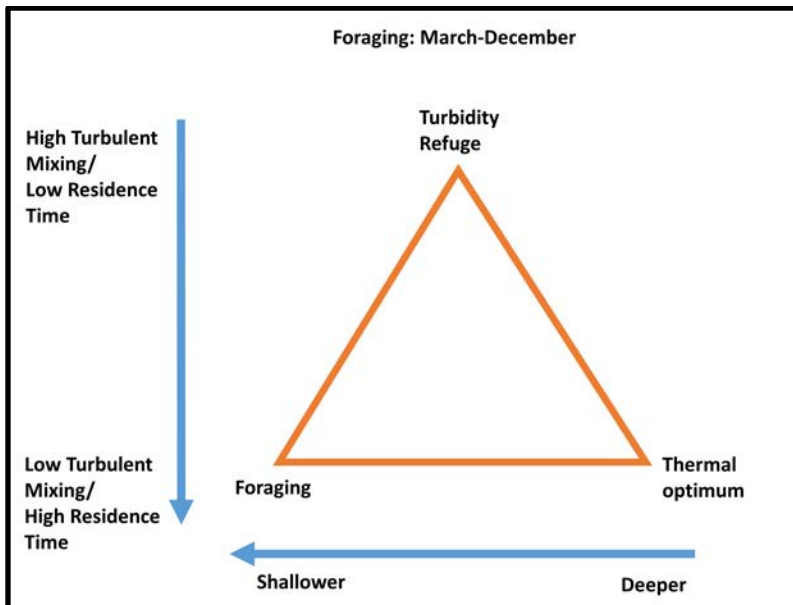 Foraging: March-December
Turbidity
Refuge
High Turbulent
Mixing/
Low Residence
Time
Low Turbulent
Mixing/
High Residence
Time
Foraging
Thermal
optimum
Shallower
Deeper